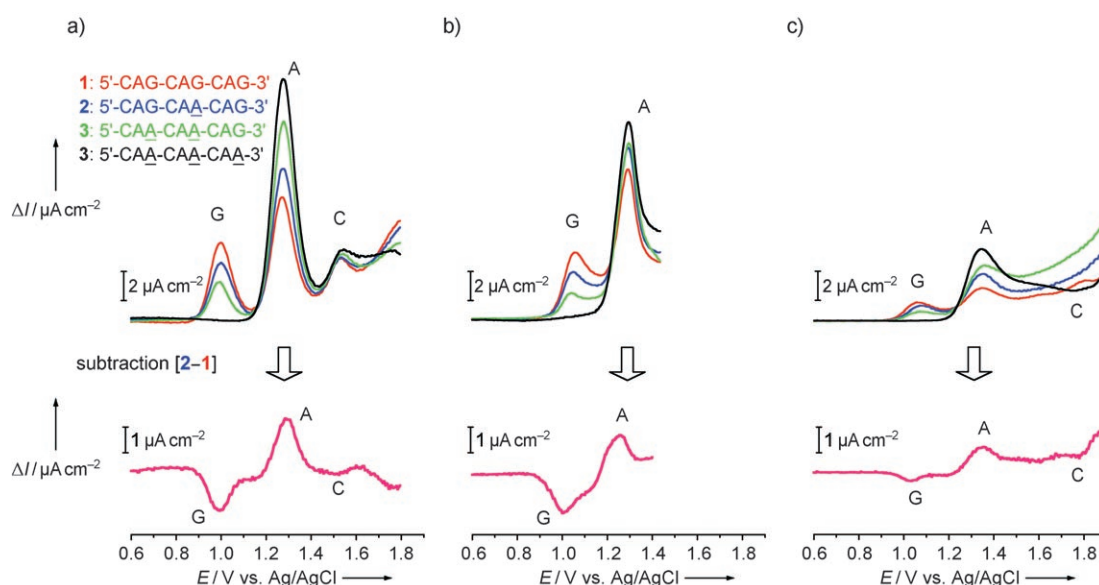 a)
b)
c)
1: 5'-CAG-CAG-CAG-3'
2: 5'-CAG-CAA-CAG-3'
3: 5'-CAA-CAA-CAG-3'
3: 5'-CAA-CAA-CAA-3'
A
G
C
ΔI / µA cm–2
2 µA cm–2
A
G
2 µA cm–2
A
G
C
2 µA cm–2
subtraction [2–1]
ΔI / µA cm–2
1 µA cm–2
A
G
C
1 µA cm–2
A
G
1 µA cm–2
A
G
C
0.6 0.8 1.0 1.2 1.4 1.6 1.8
0.6 0.8 1.0 1.2 1.4 1.6 1.8
0.6 0.8 1.0 1.2 1.4 1.6 1.8
E / V vs. Ag/AgCl
E / V vs. Ag/AgCl
E / V vs. Ag/AgCl